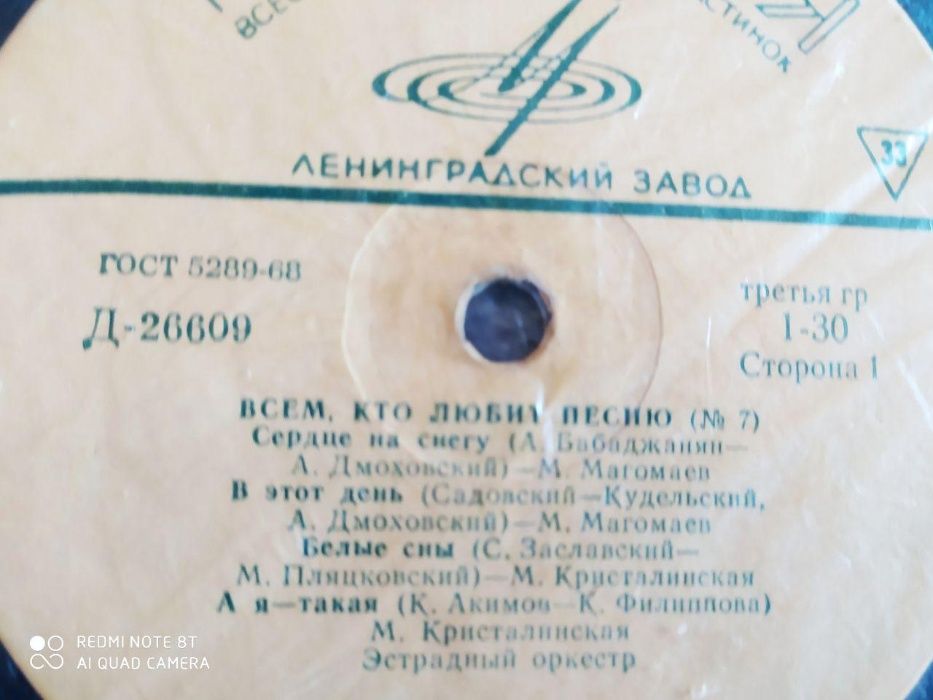 ЛЕНИНГРАДСКИЙ ЗАВОД
33
ГОСТ 5289-68
Д-26609
третья гр
1-30
Сторона 1
ВСЕМ, КТО ЛЮБИТ ПЕСНЮ (№ 7)
Сердце на снегу (А. Бабаджанян—
А. Дмоховский)—М. Магомаев
В этот день (Садовский—Кудельский,
А. Дмоховский)—М. Магомаев
Белые сны (С. Заславский—
М. Пляцковский)—М. Кристалинская
А я—такая (К. Акимов—К. Филиппова)
М. Кристалинская
Эстрадный оркестр
REDMI NOTE 8T
AI QUAD CAMERA